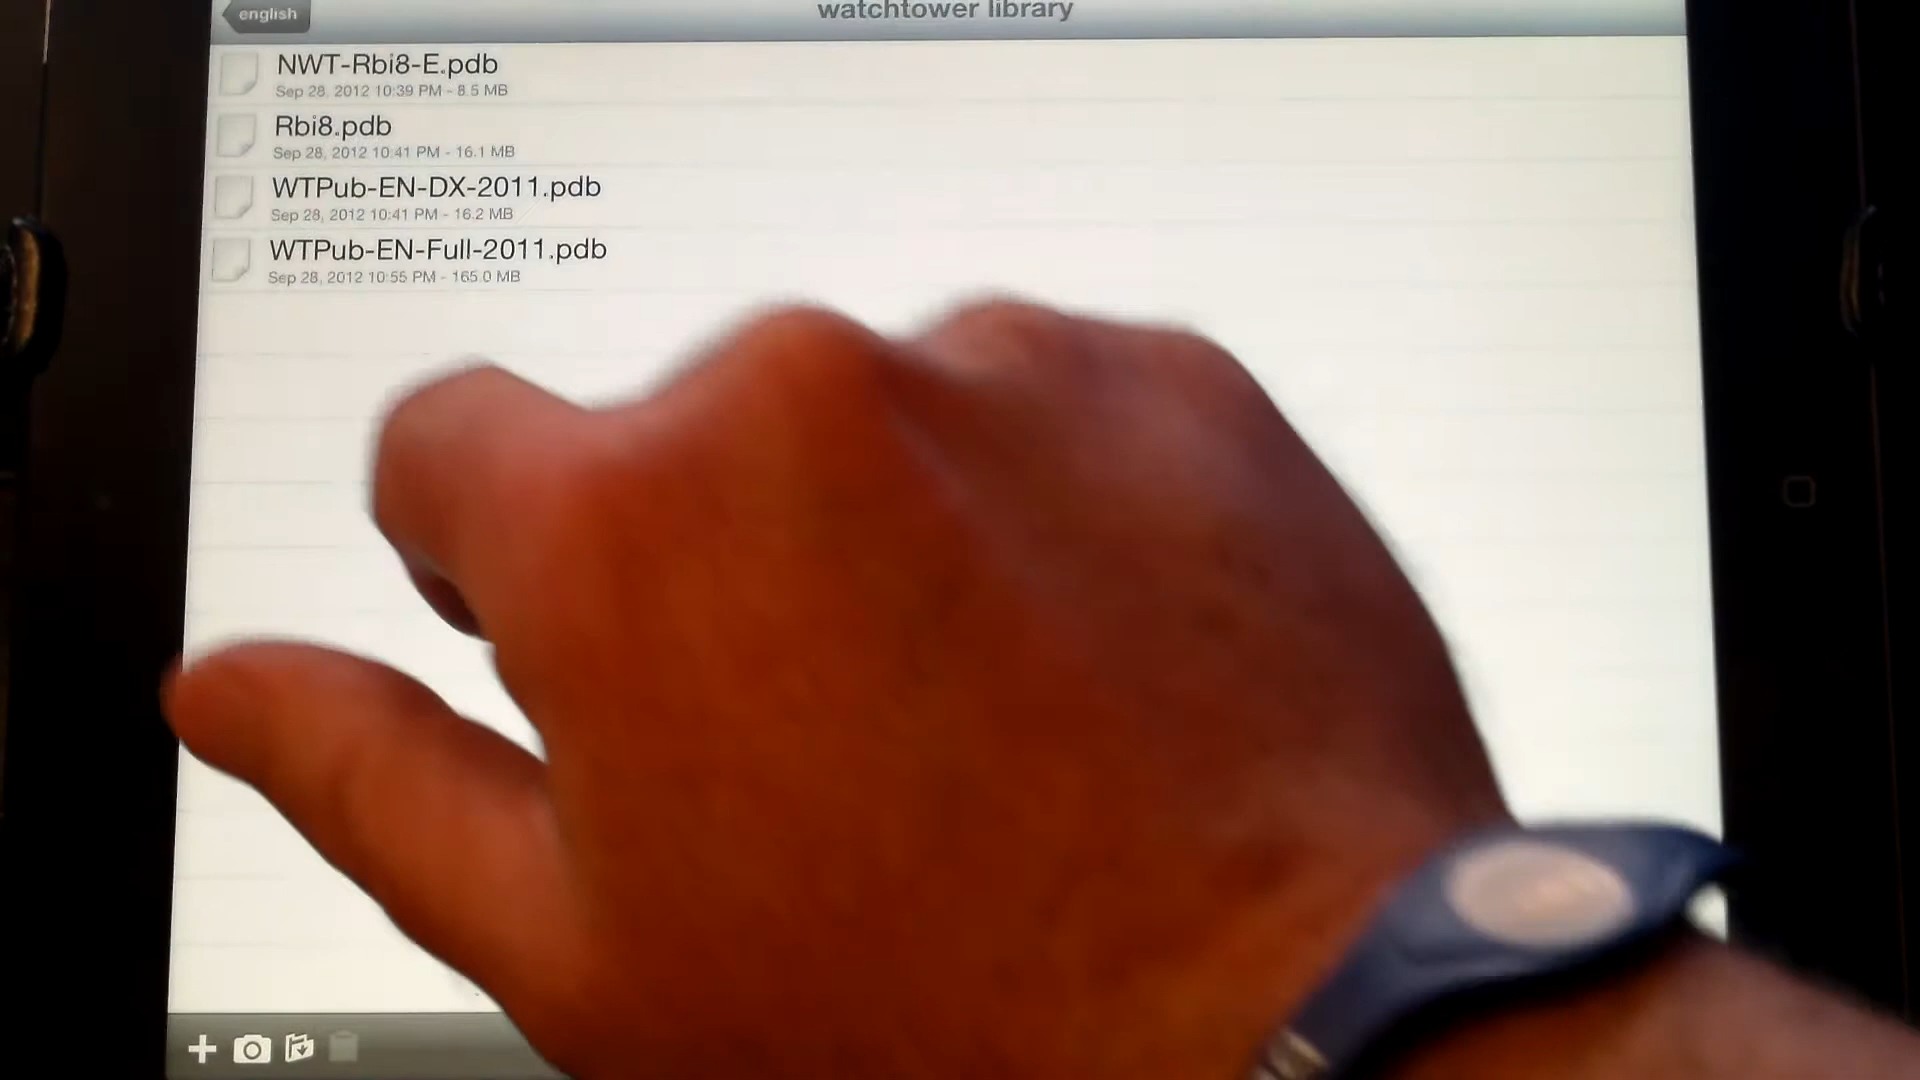 english
watchtower library
NWT-Rbi8-E.pdb
Sep 28, 2012 10:39 PM - 8.5 MB
Rbi8.pdb
Sep 28, 2012 10:41 PM - 16.1 MB
WTPub-EN-DX-2011.pdb
Sep 28, 2012 10:41 PM - 16.2 MB
WTPub-EN-Full-2011.pdb
Sep 28, 2012 10:55 PM - 165.0 MB